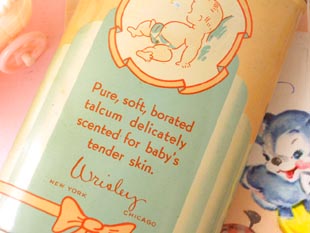 Pure, soft, borated
talcum delicately
scented for baby's
tender skin.
Wrisley
NEW YORK CHICAGO